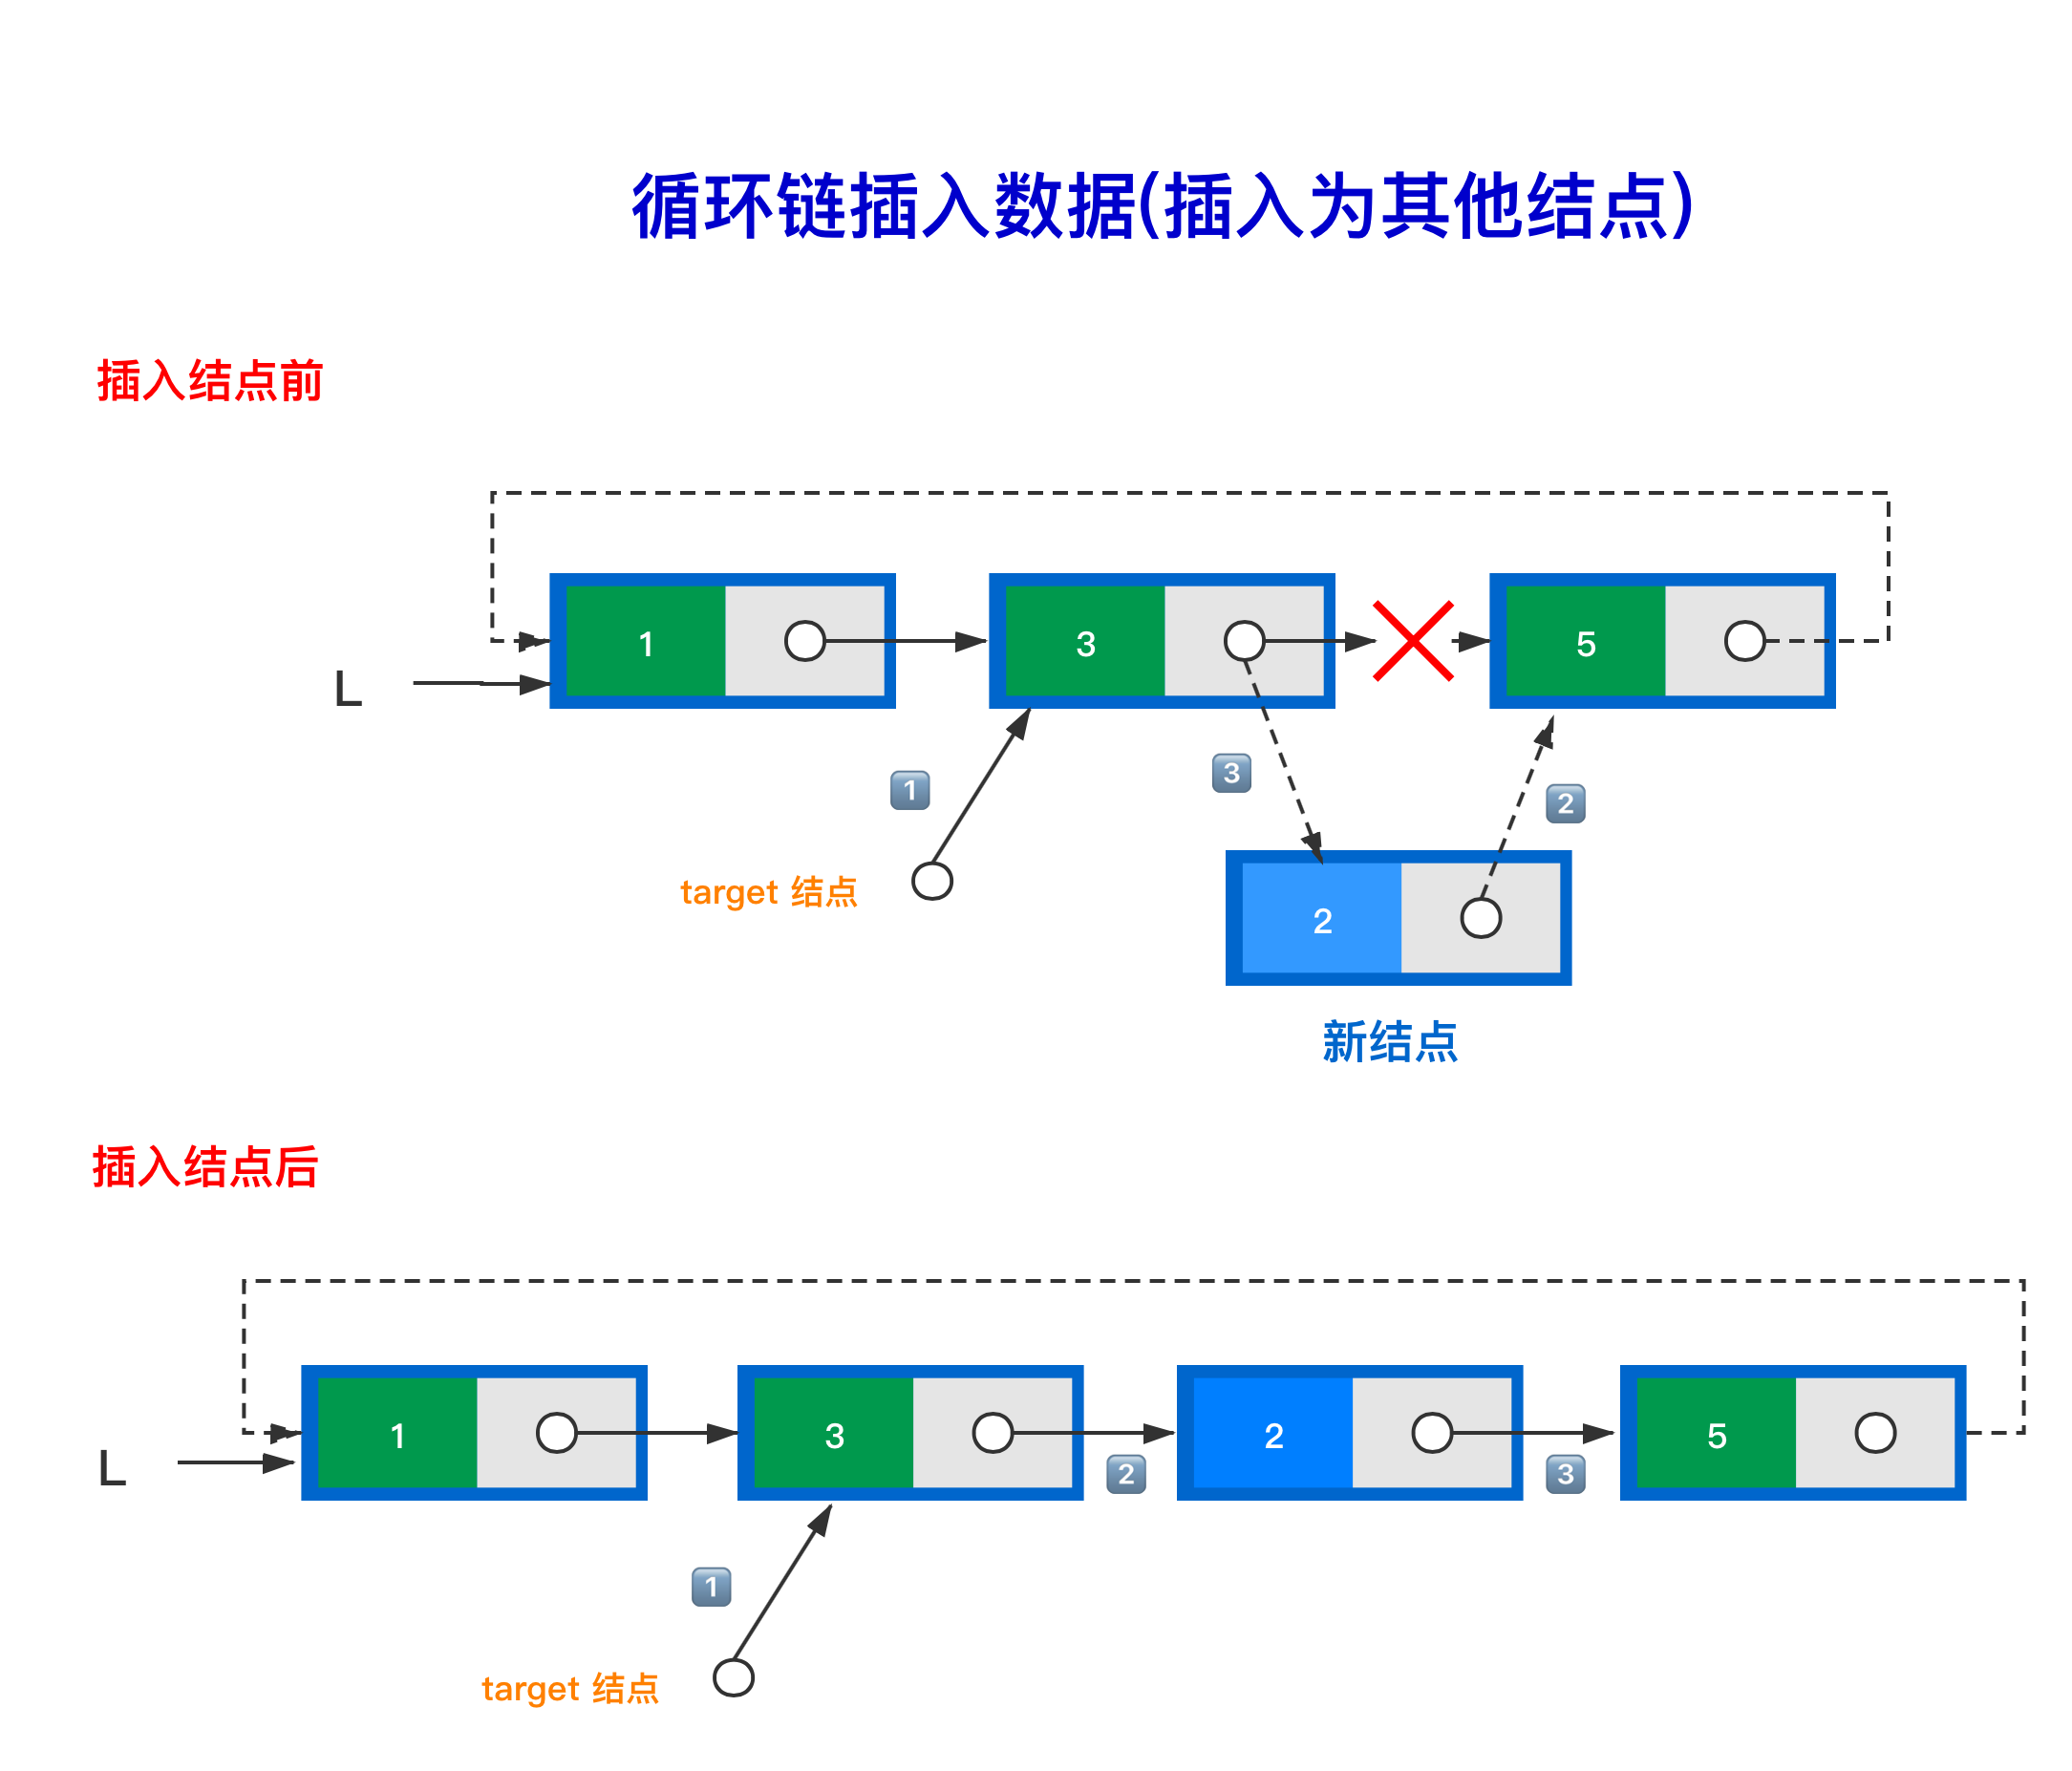 循环链插入数据(插入为其他结点)
插入结点前
1 3 5
L
3
1
2
target 结点
2
新结点
插入结点后
1 3 2 5
L
2 3
1
target 结点